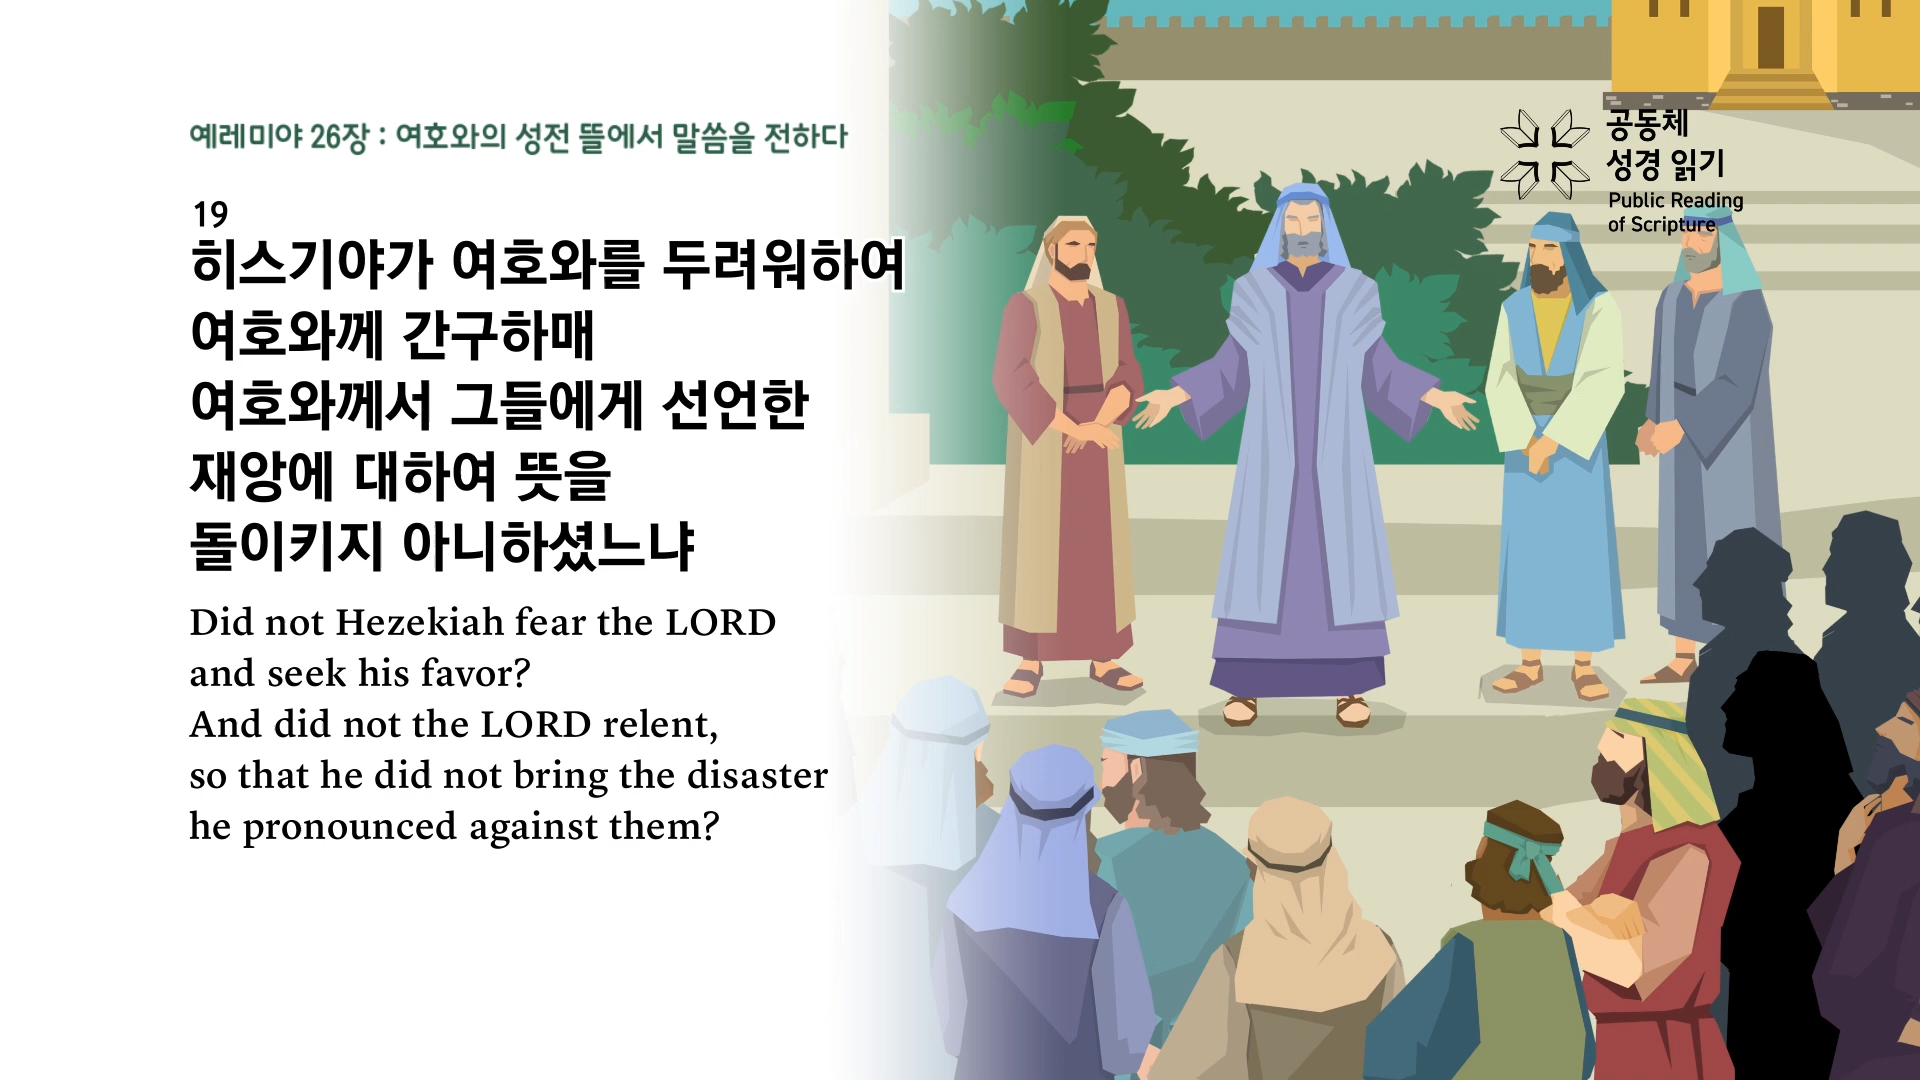 예레미야 26장 : 여호와의 성전 뜰에서 말씀을 전하다
19
히스기야가 여호와를 두려워하여
여호와께 간구하매
여호와께서 그들에게 선언한
재앙에 대하여 뜻을
돌이키지 아니하셨느냐
Did not Hezekiah fear the LORD
and seek his favor?
And did not the LORD relent,
so that he did not bring the disaster
he pronounced against them?
공동체
성경 읽기
Public Reading
of Scripture